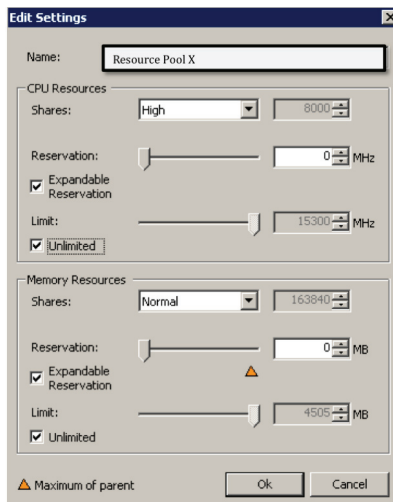 Edit Settings
Name: Resource Pool X
CPU Resources
Shares: High 8000
Reservation: 0 MHz
Expandable
Reservation
Limit: 15300 MHz
Unlimited
Memory Resources
Shares: Normal 163840
Reservation: 0 MB
Expandable
Reservation
Limit: 4505 MB
Unlimited
Maximum of parent Ok Cancel